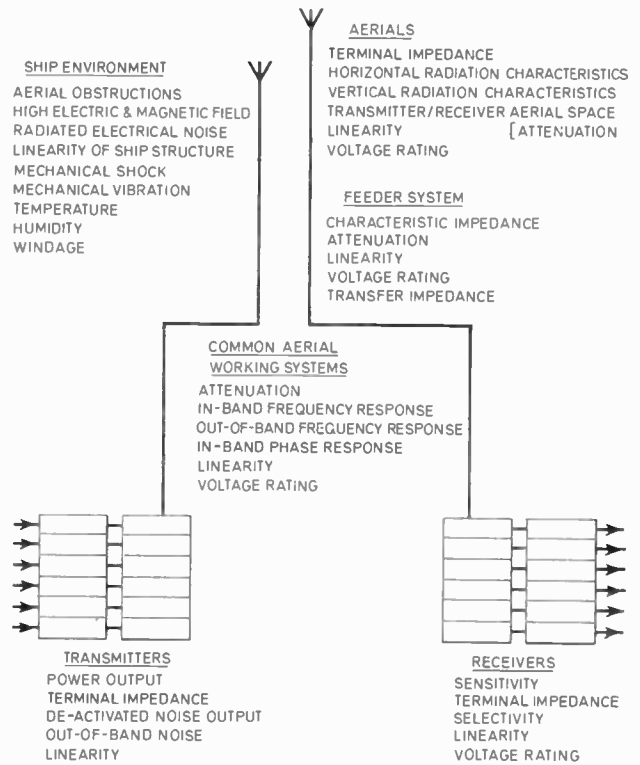 SHIP ENVIRONMENT
AERIAL OBSTRUCTIONS
HIGH ELECTRIC & MAGNETIC FIELD
RADIATED ELECTRICAL NOISE
LINEARITY OF SHIP STRUCTURE
MECHANICAL SHOCK
MECHANICAL VIBRATION
TEMPERATURE
HUMIDITY
WINDAGE
AERIALS
TERMINAL IMPEDANCE
HORIZONTAL RADIATION CHARACTERISTICS
VERTICAL RADIATION CHARACTERISTICS
TRANSMITTER/RECEIVER AERIAL SPACE
LINEARITY [ATTENUATION
VOLTAGE RATING
FEEDER SYSTEM
CHARACTERISTIC IMPEDANCE
ATTENUATION
LINEARITY
VOLTAGE RATING
TRANSFER IMPEDANCE
COMMON AERIAL
WORKING SYSTEMS
ATTENUATION
IN-BAND FREQUENCY RESPONSE
OUT-OF-BAND FREQUENCY RESPONSE
IN-BAND PHASE RESPONSE
LINEARITY
VOLTAGE RATING
TRANSMITTERS
POWER OUTPUT
TERMINAL IMPEDANCE
DE-ACTIVATED NOISE OUTPUT
OUT-OF-BAND NOISE
LINEARITY
RECEIVERS
SENSITIVITY
TERMINAL IMPEDANCE
SELECTIVITY
LINEARITY
VOLTAGE RATING